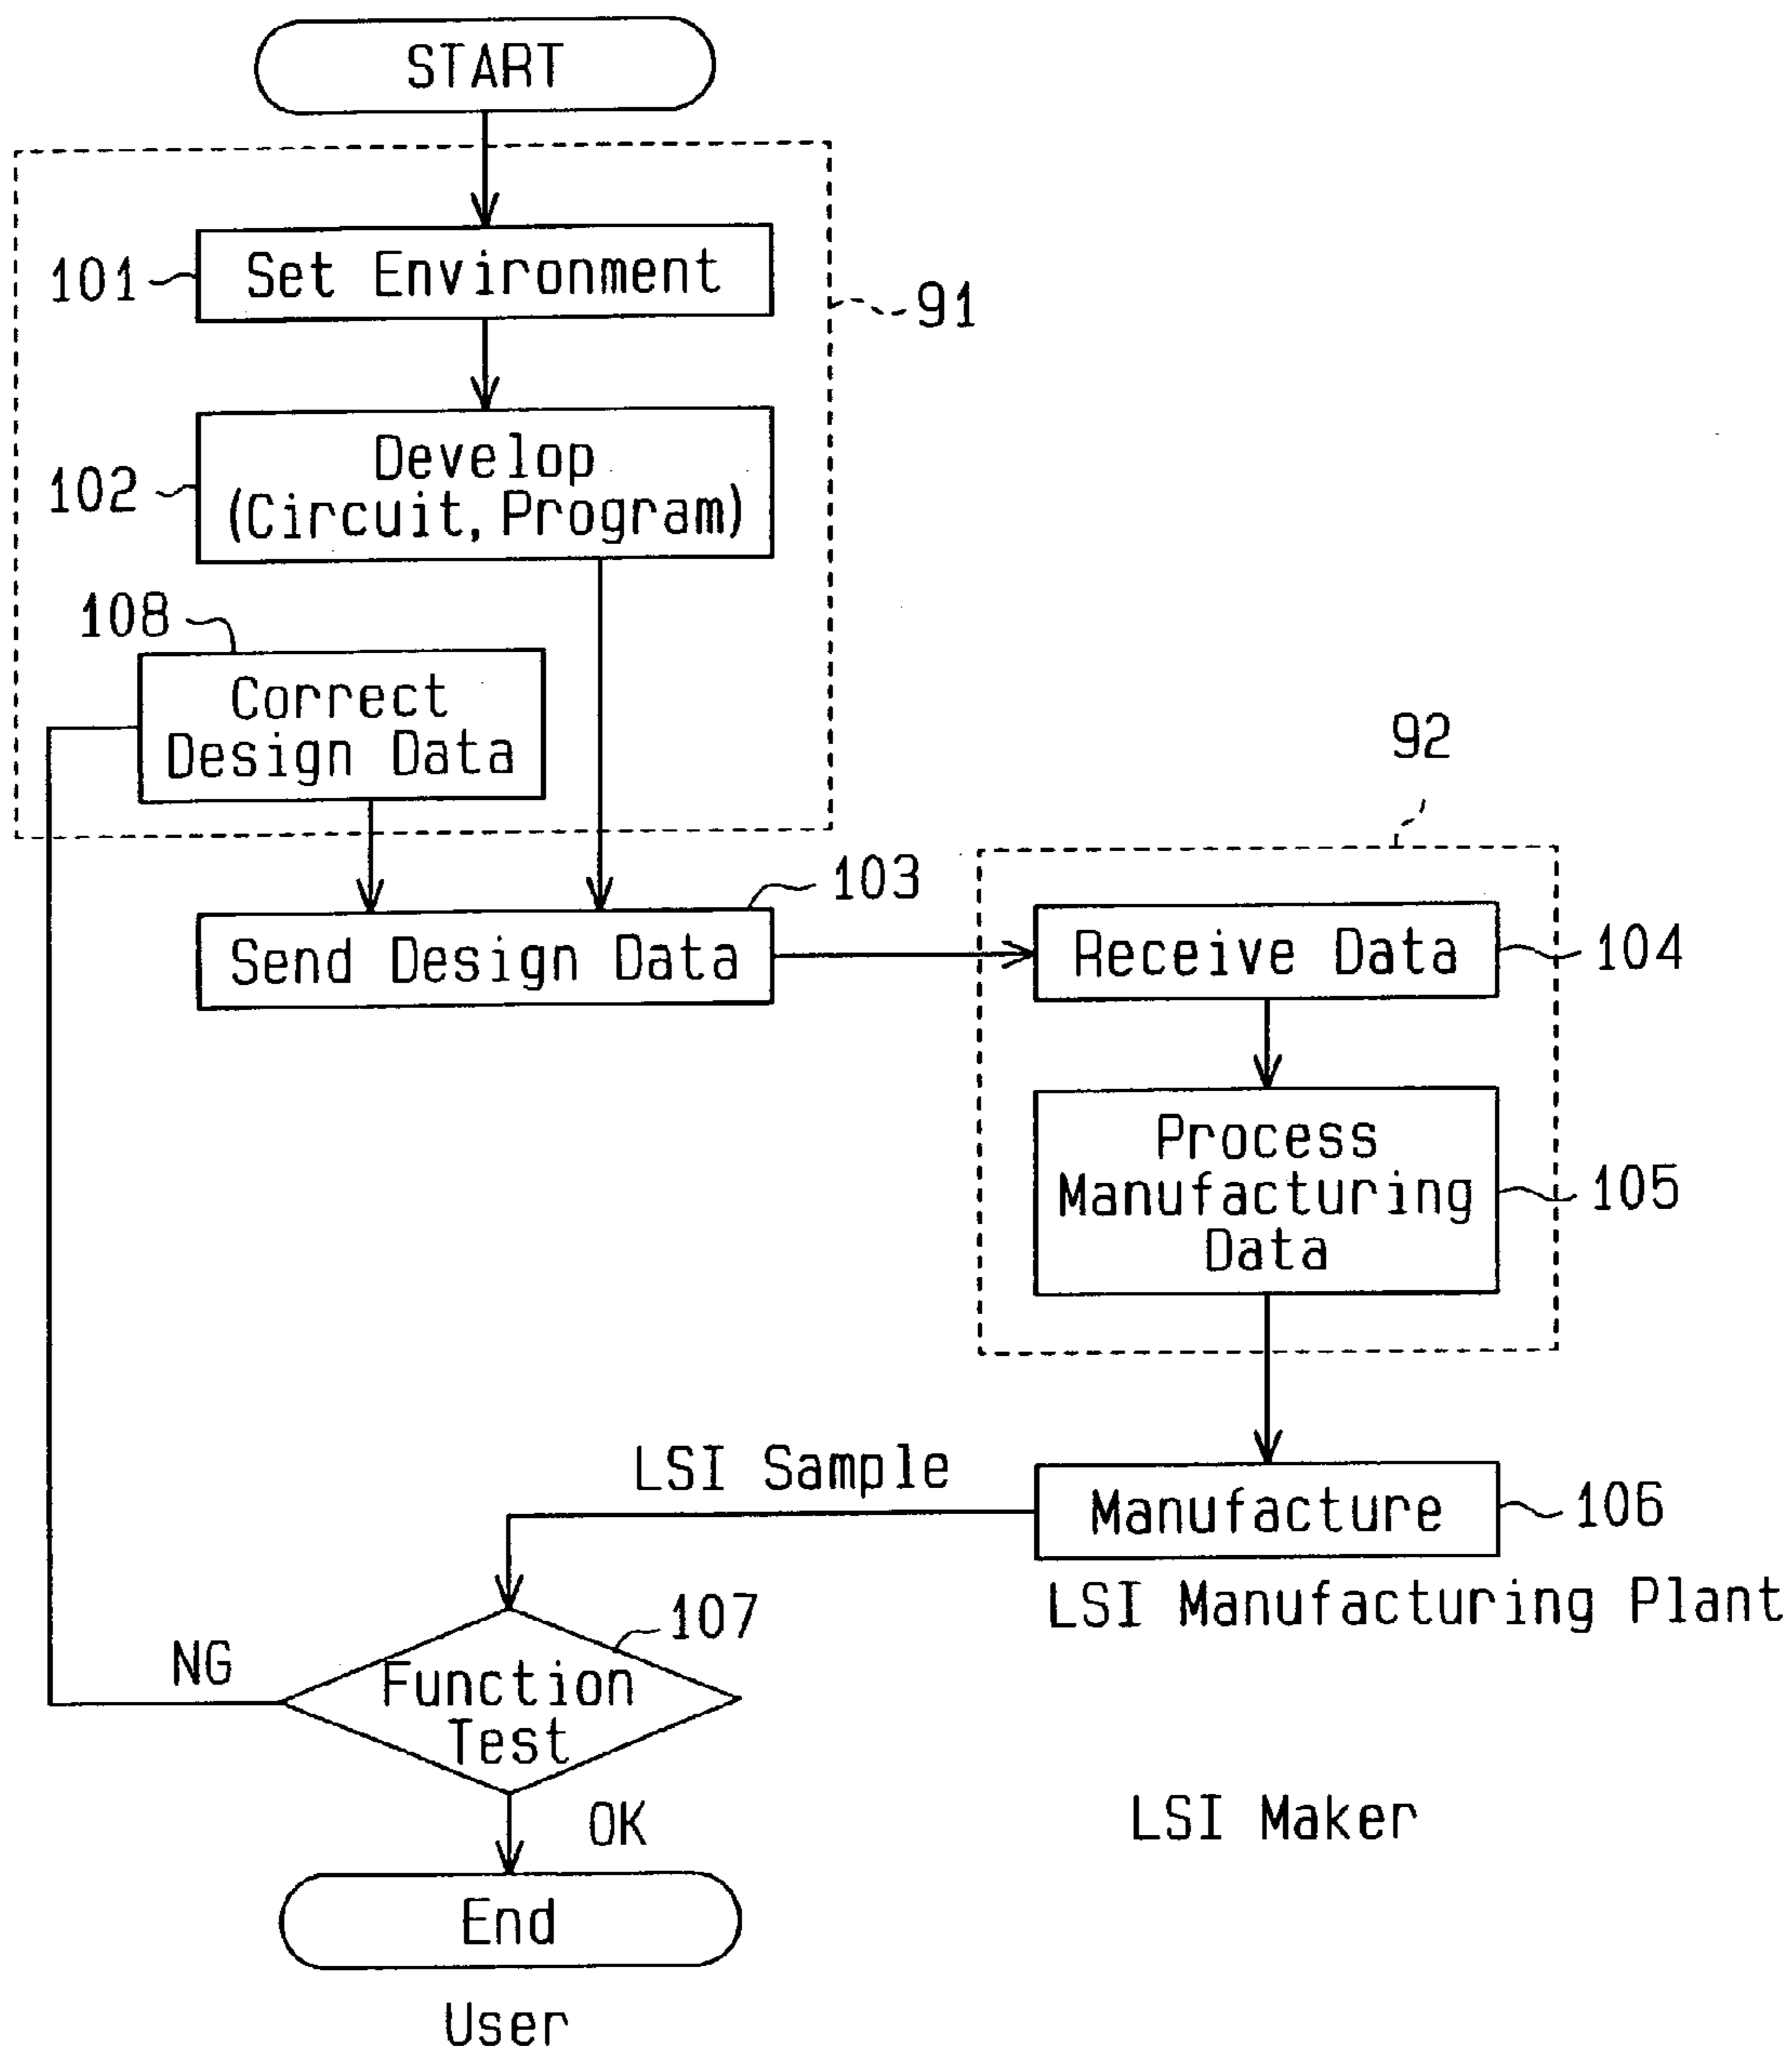 START
101
Set Environment
91
102
Develop
(Circuit, Program)
108
Correct
Design Data
92
103
Send Design Data
Receive Data
104
Process
Manufacturing
Data
105
LSI Sample
Manufacture
106
LSI Manufacturing Plant
107
NG
Function
Test
OK
LSI Maker
End
User